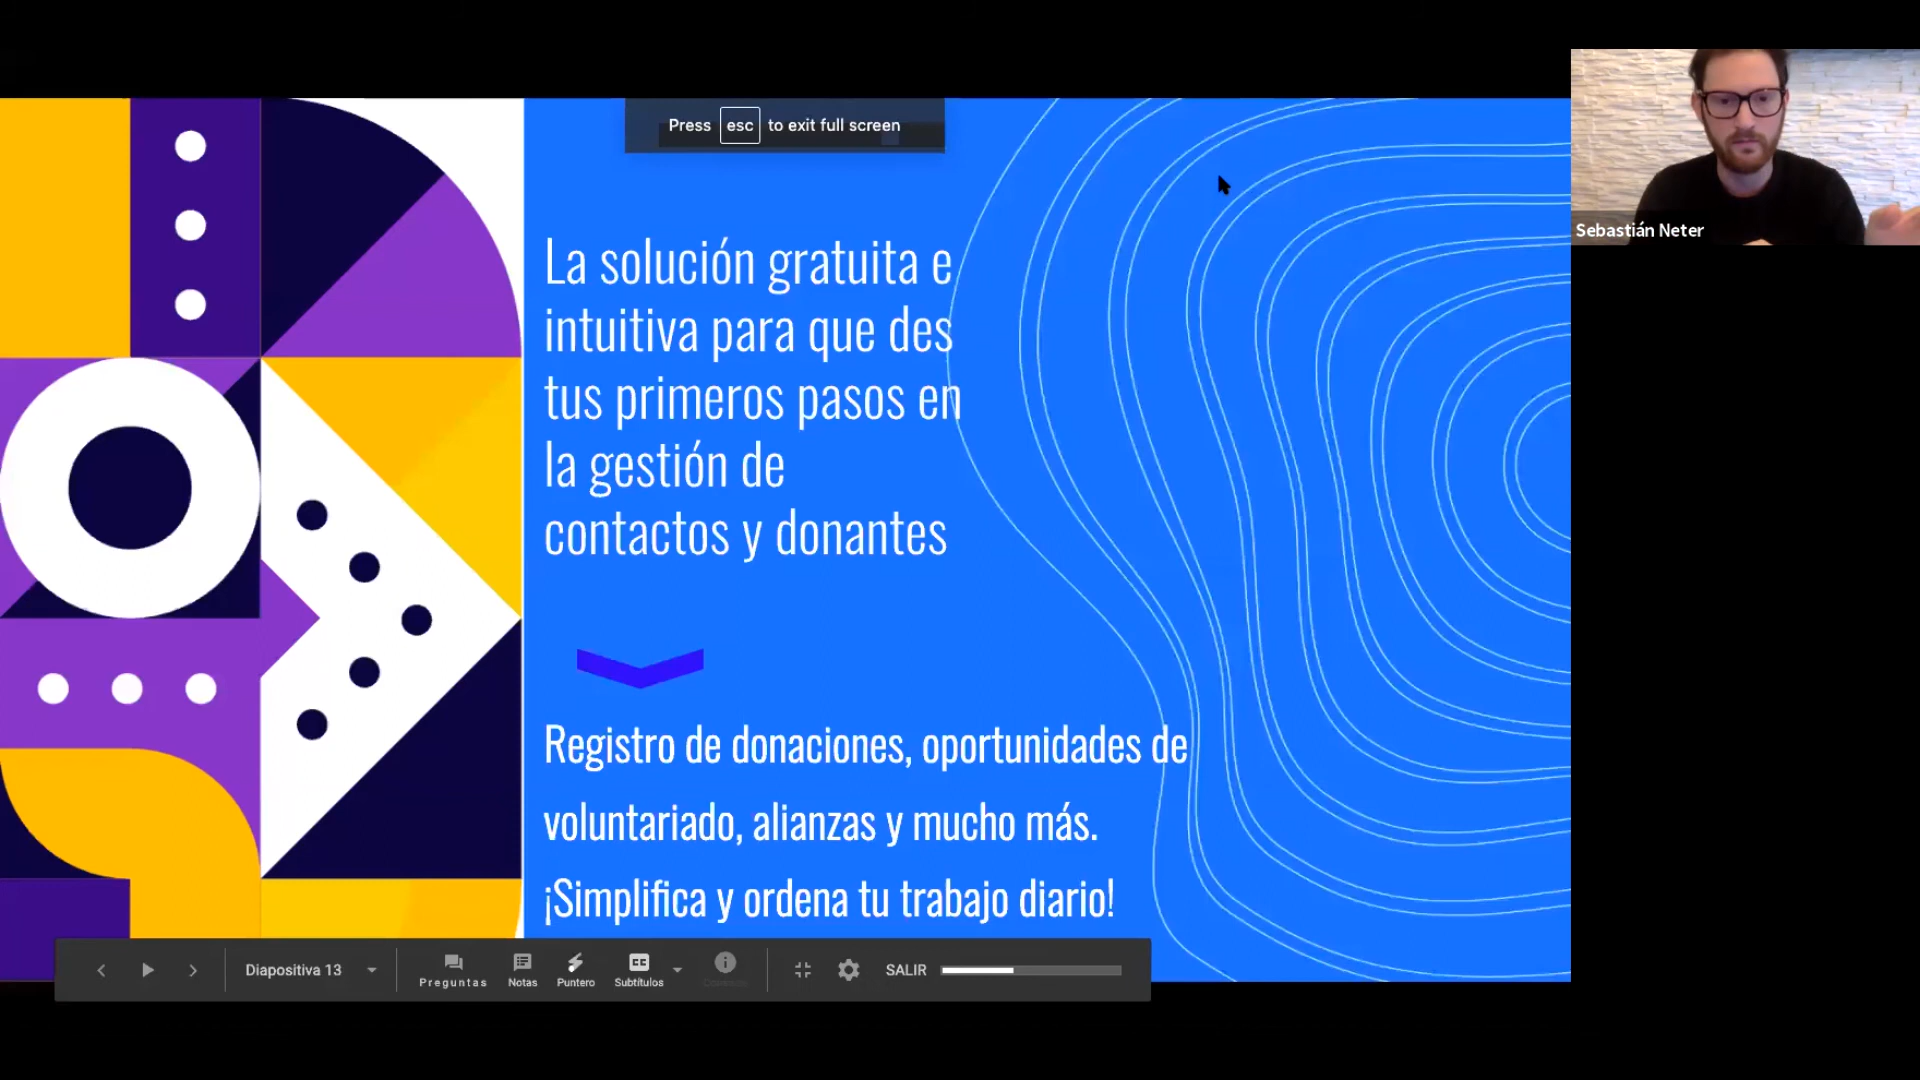 Press esc to exit full screen
La solución gratuita e
intuitiva para que des
tus primeros pasos en
la gestión de
contactos y donantes
Registro de donaciones, oportunidades de
voluntariado, alianzas y mucho más.
¡Simplifica y ordena tu trabajo diario!
Sebastián Neter
Diapositiva 13
Preguntas
Notas
Puntero
CC
Subtítulos
SALIR